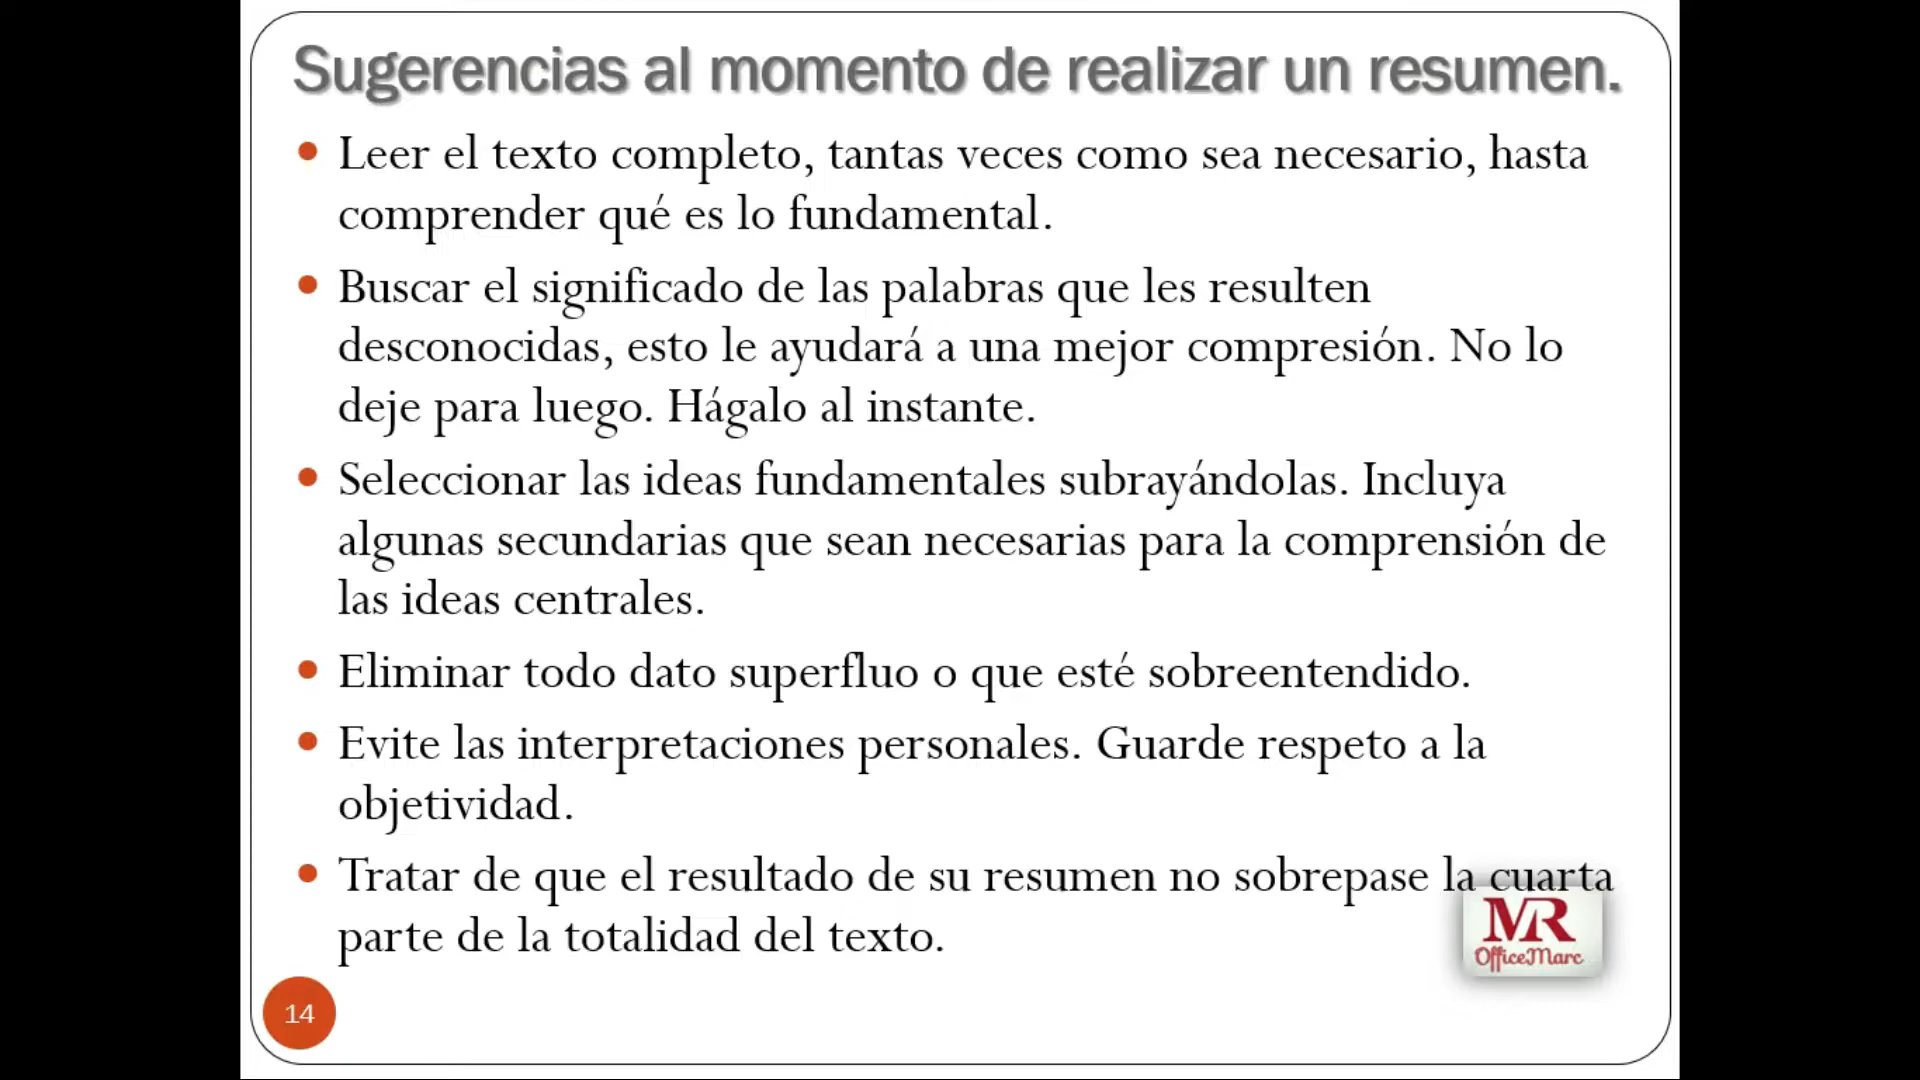 Sugerencias al momento de realizar un resumen.
• Leer el texto completo, tantas veces como sea necesario, hasta
comprender qué es lo fundamental.
• Buscar el significado de las palabras que les resulten
desconocidas, esto le ayudará a una mejor compresión. No lo
deje para luego. Hágalo al instante.
• Seleccionar las ideas fundamentales subrayándolas. Incluya
algunas secundarias que sean necesarias para la comprensión de
las ideas centrales.
• Eliminar todo dato superfluo o que esté sobreentendido.
• Evite las interpretaciones personales. Guarde respeto a la
objetividad.
• Tratar de que el resultado de su resumen no sobrepase la cuarta
parte de la totalidad del texto.
MR
OfficeMarc
14